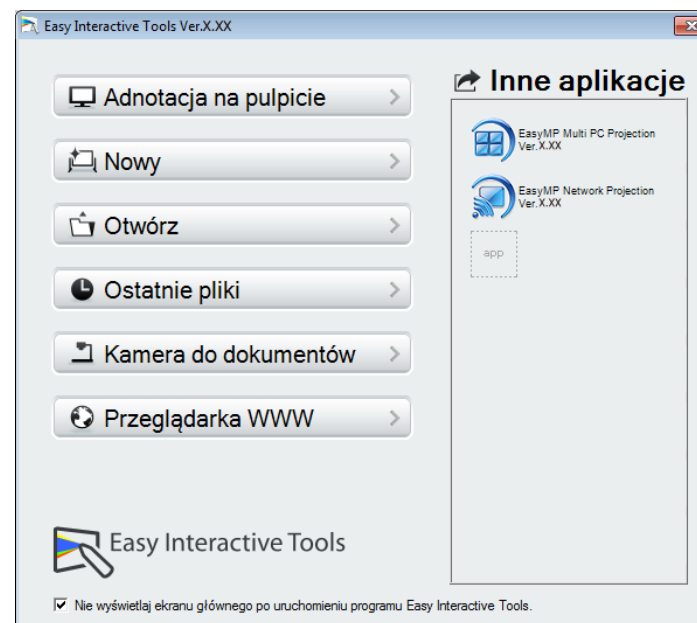 Easy Interactive Tools Ver.X.XX
Adnotacja na pulpicie
Nowy
Otwórz
Ostatnie pliki
Kamera do dokumentów
Przeglądarka WWW
Inne aplikacje
EasyMP Multi PC Projection
Ver.X.XX
EasyMP Network Projection
Ver.X.XX
app
Easy Interactive Tools
Nie wyświetlaj ekranu głównego po uruchomieniu programu Easy Interactive Tools.